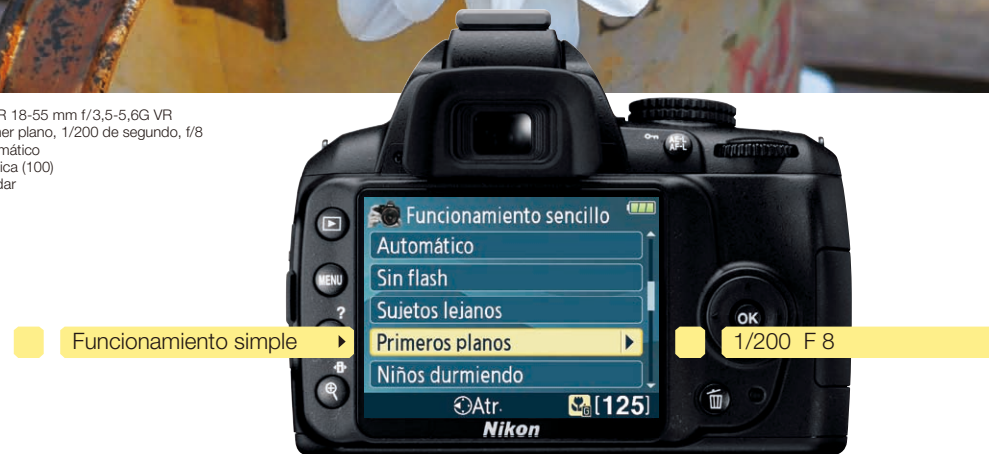 R 18-55 mm f/3,5-5,6G VR
ner plano, 1/200 de segundo, f/8
mático
ica (100)
dar
AE-L
AF-L
Funcionamiento sencillo
Automático
MENU
Sin flash
?
Sujetos lejanos
OK
Funcionamiento simple
Primeros planos
1/200 F 8
Niños durmiendo
Atr.
[125]
Nikon